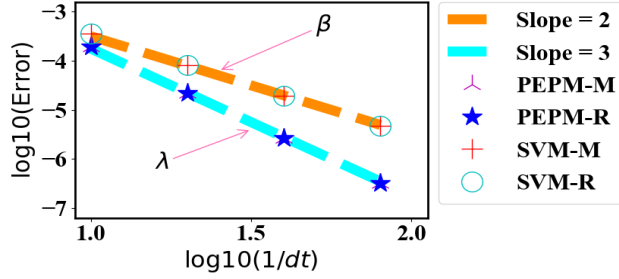 −3
−4
−5
−6
−7
log10(Error)
1.0
1.5
2.0
log10(1/dt)
β
λ
Slope = 2
Slope = 3
PEPM-M
PEPM-R
SVM-M
SVM-R